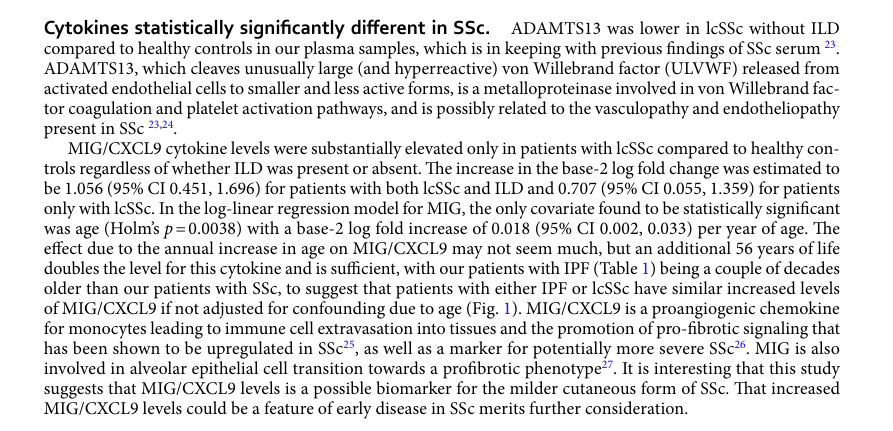 Cytokines statistically significantly different in SSc. ADAMTS13 was lower in lcSSc without ILD
compared to healthy controls in our plasma samples, which is in keeping with previous findings of SSc serum 23.
ADAMTS13, which cleaves unusually large (and hyperreactive) von Willebrand factor (ULVWF) released from
activated endothelial cells to smaller and less active forms, is a metalloproteinase involved in von Willebrand fac-
tor coagulation and platelet activation pathways, and is possibly related to the vasculopathy and endotheliopathy
present in SSc 23,24.
MIG/CXCL9 cytokine levels were substantially elevated only in patients with lcSSc compared to healthy con-
trols regardless of whether ILD was present or absent. The increase in the base-2 log fold change was estimated to
be 1.056 (95% CI 0.451, 1.696) for patients with both lcSSc and ILD and 0.707 (95% CI 0.055, 1.359) for patients
only with lcSSc. In the log-linear regression model for MIG, the only covariate found to be statistically significant
was age (Holm's p = 0.0038) with a base-2 log fold increase of 0.018 (95% CI 0.002, 0.033) per year of age. The
effect due to the annual increase in age on MIG/CXCL9 may not seem much, but an additional 56 years of life
doubles the level for this cytokine and is sufficient, with our patients with IPF (Table 1) being a couple of decades
older than our patients with SSc, to suggest that patients with either IPF or lcSSc have similar increased levels
of MIG/CXCL9 if not adjusted for confounding due to age (Fig. 1). MIG/CXCL9 is a proangiogenic chemokine
for monocytes leading to immune cell extravasation into tissues and the promotion of pro-fibrotic signaling that
has been shown to be upregulated in SSc25, as well as a marker for potentially more severe SSc26. MIG is also
involved in alveolar epithelial cell transition towards a profibrotic phenotype27. It is interesting that this study
suggests that MIG/CXCL9 levels is a possible biomarker for the milder cutaneous form of SSc. That increased
MIG/CXCL9 levels could be a feature of early disease in SSc merits further consideration.